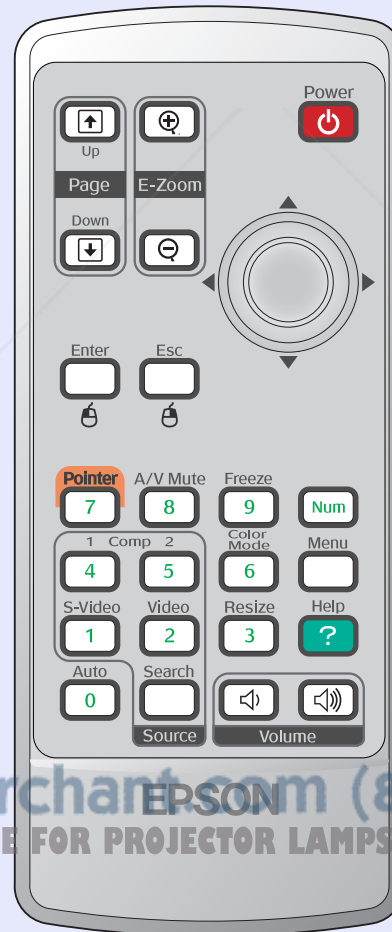 Power
Up
Page E-Zoom
Down
Enter Esc
Pointer A/V Mute Freeze
7 8 9 Num
1 Comp 2 Color Mode Menu
4 5 6
S-Video Video Resize Help
1 2 3 ?
Auto Search
0
Source Volume
EPSON
rchant.com (8
E FOR PROJECTOR LAMPS